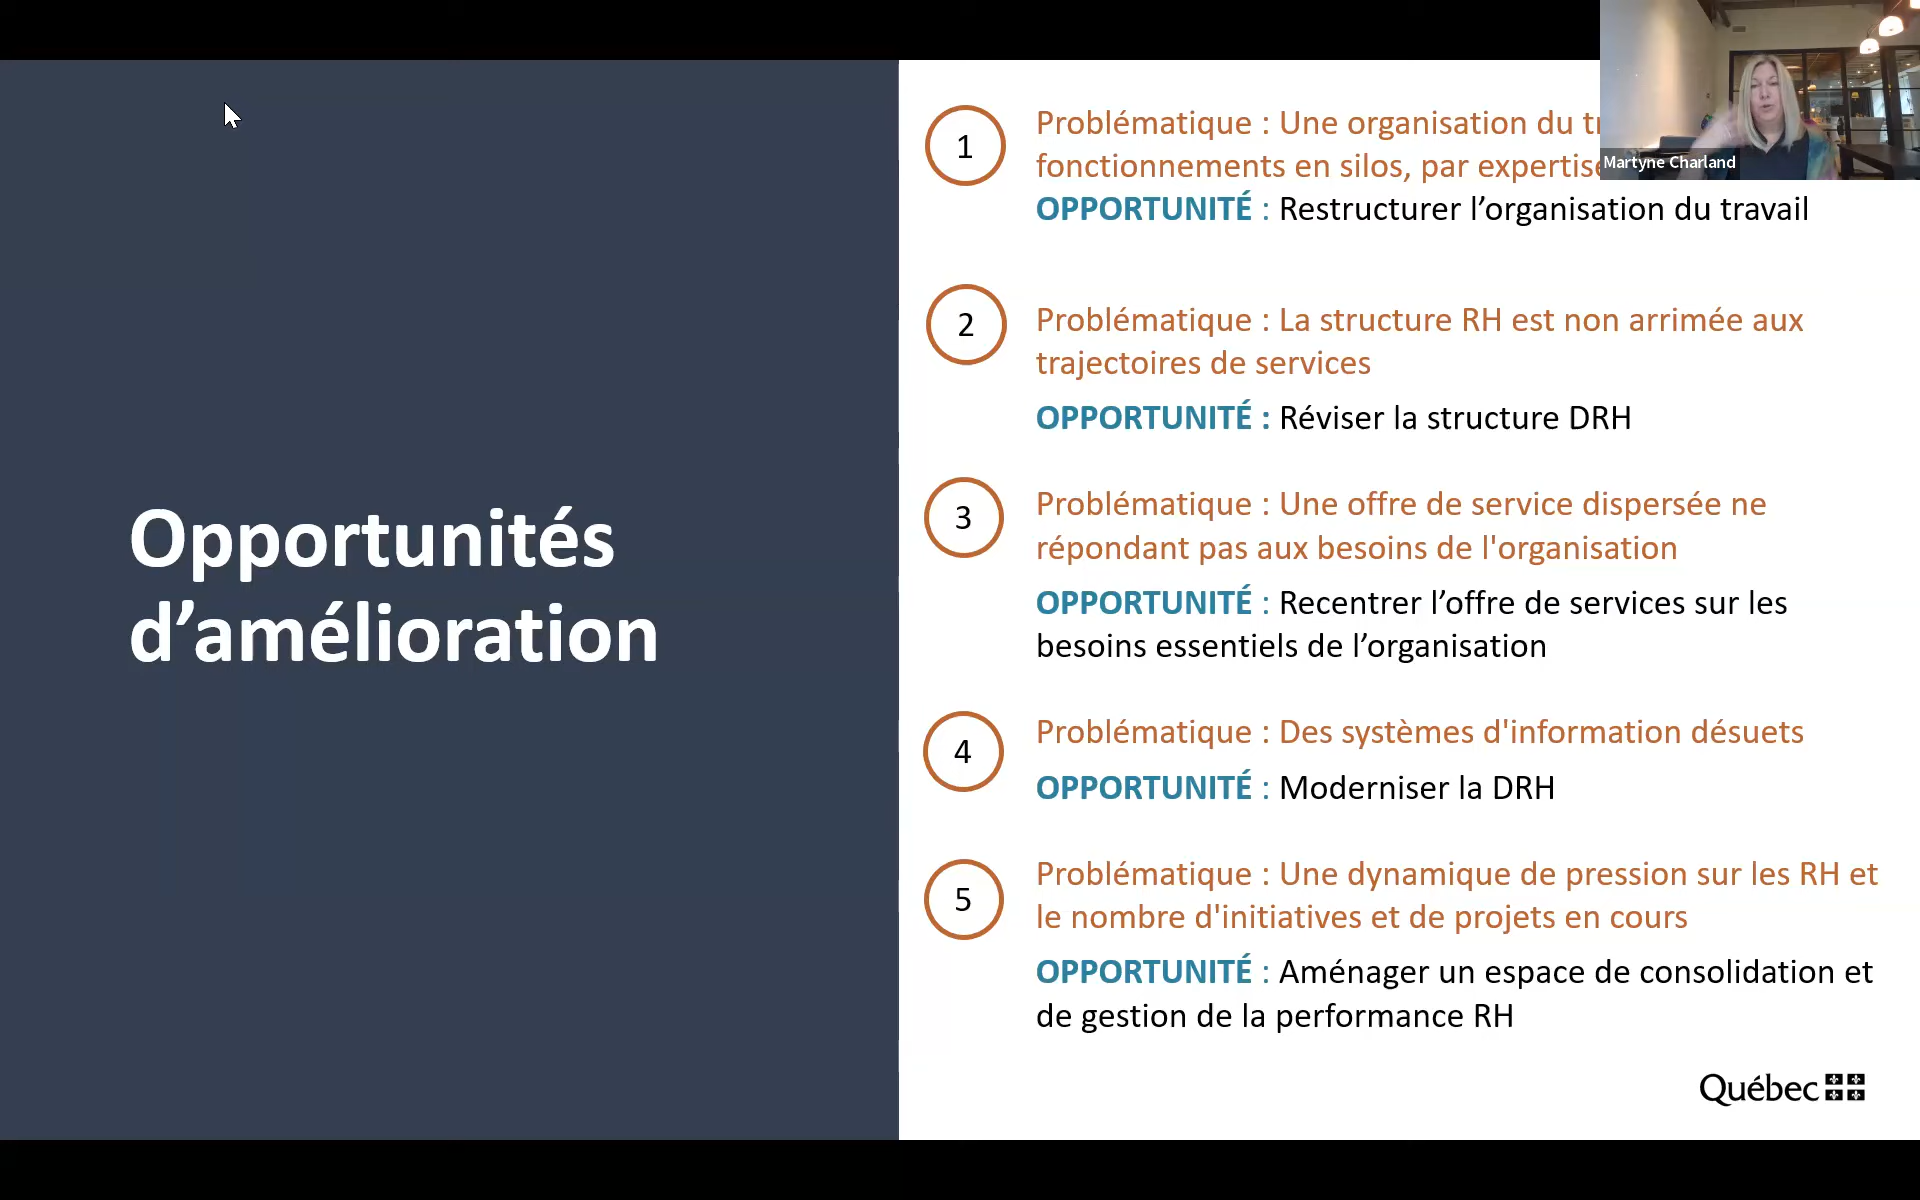 Opportunités
d’amélioration
1
Problématique : Une organisation du
fonctionnements en silos, par
OPPORTUNITÉ : Restructurer l’organisation du travail
2
Problématique : La structure RH est non arrimée aux
trajectoires de services
OPPORTUNITÉ : Réviser la structure DRH
3
Problématique : Une offre de service dispersée ne
répondant pas aux besoins de l'organisation
OPPORTUNITÉ : Recentrer l’offre de services sur les
besoins essentiels de l’organisation
4
Problématique : Des systèmes d'information désuets
OPPORTUNITÉ : Moderniser la DRH
5
Problématique : Une dynamique de pression sur les RH et
le nombre d'initiatives et de projets en cours
OPPORTUNITÉ : Aménager un espace de consolidation et
de gestion de la performance RH
Québec
Martyne Charland